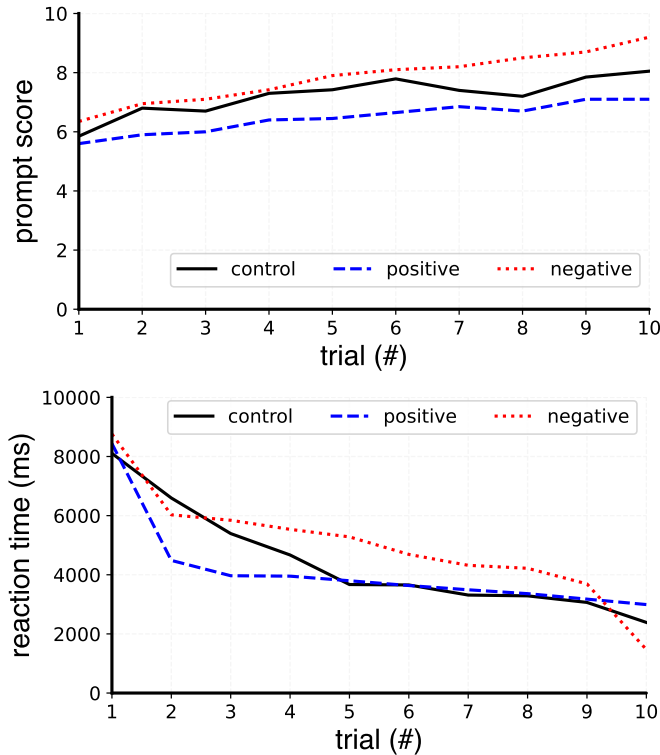 prompt score
10
8
6
4
2
0
control positive negative
1 2 3 4 5 6 7 8 9 10
trial (#)
reaction time (ms)
10000
8000
6000
4000
2000
0
control positive negative
1 2 3 4 5 6 7 8 9 10
trial (#)